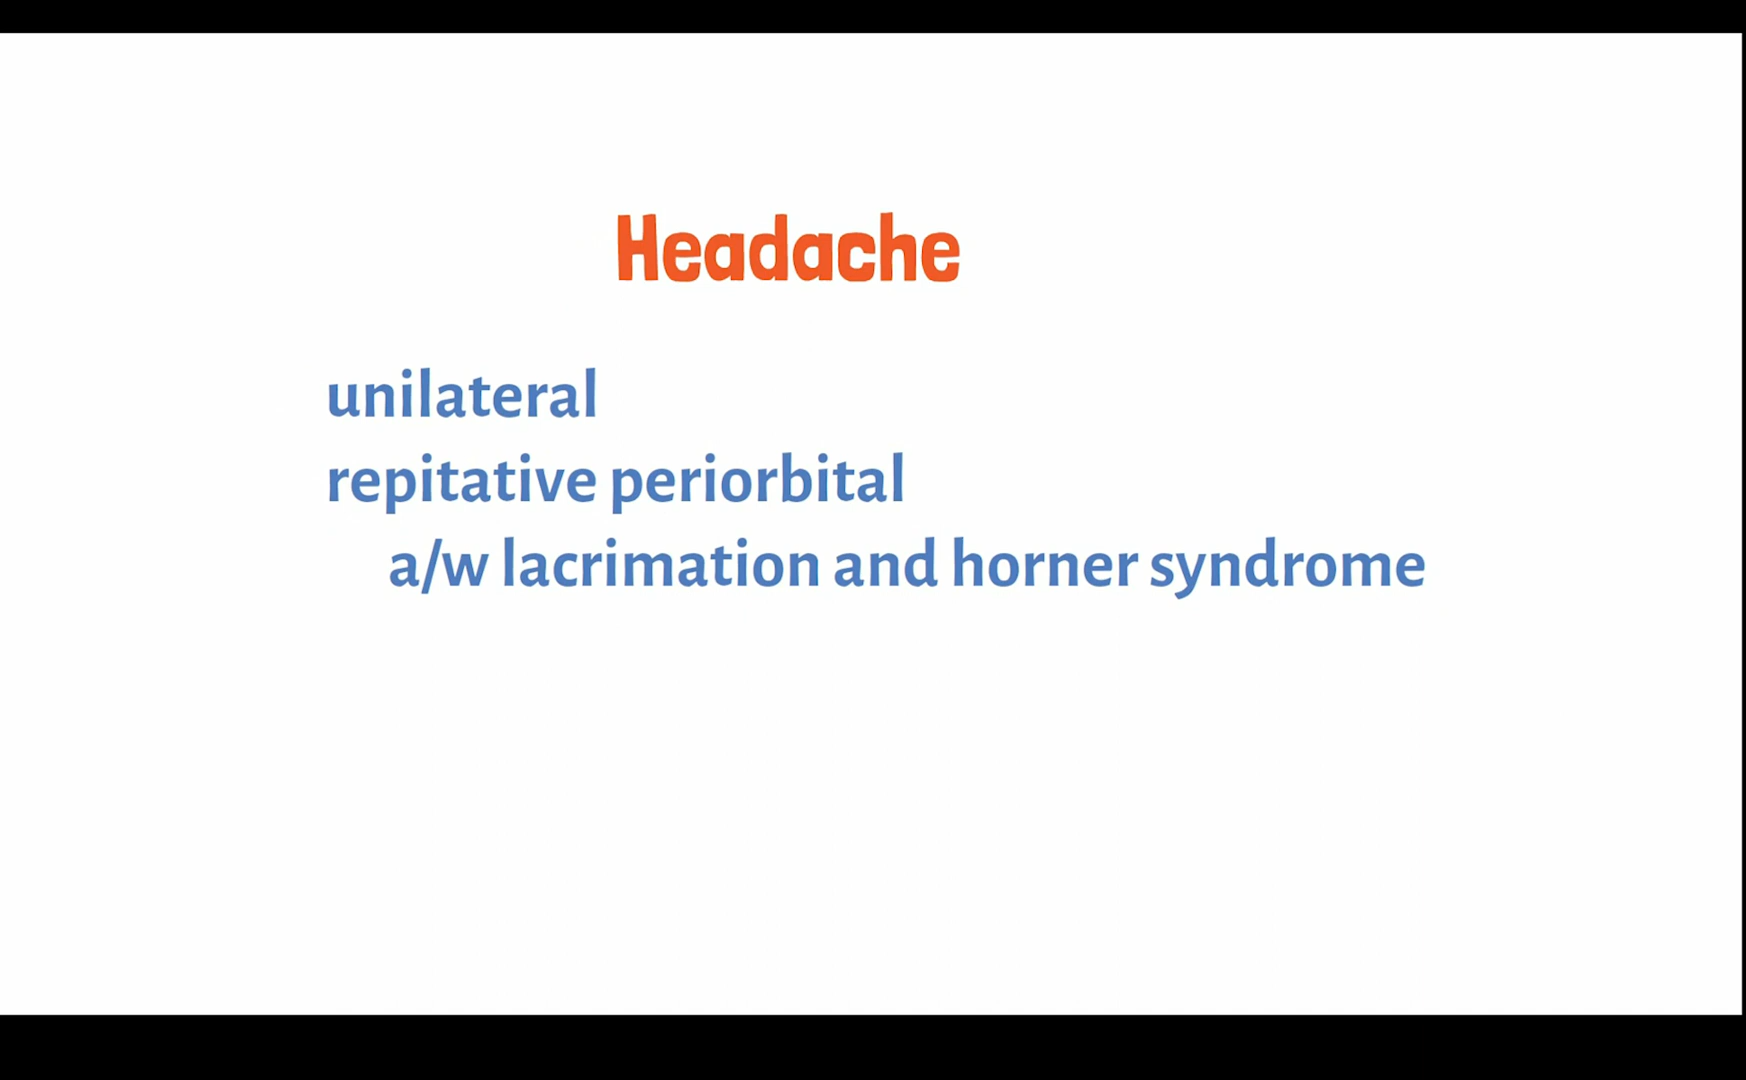 Headache
unilateral
repitative periorbital
a/w lacrimation and horner syndrome